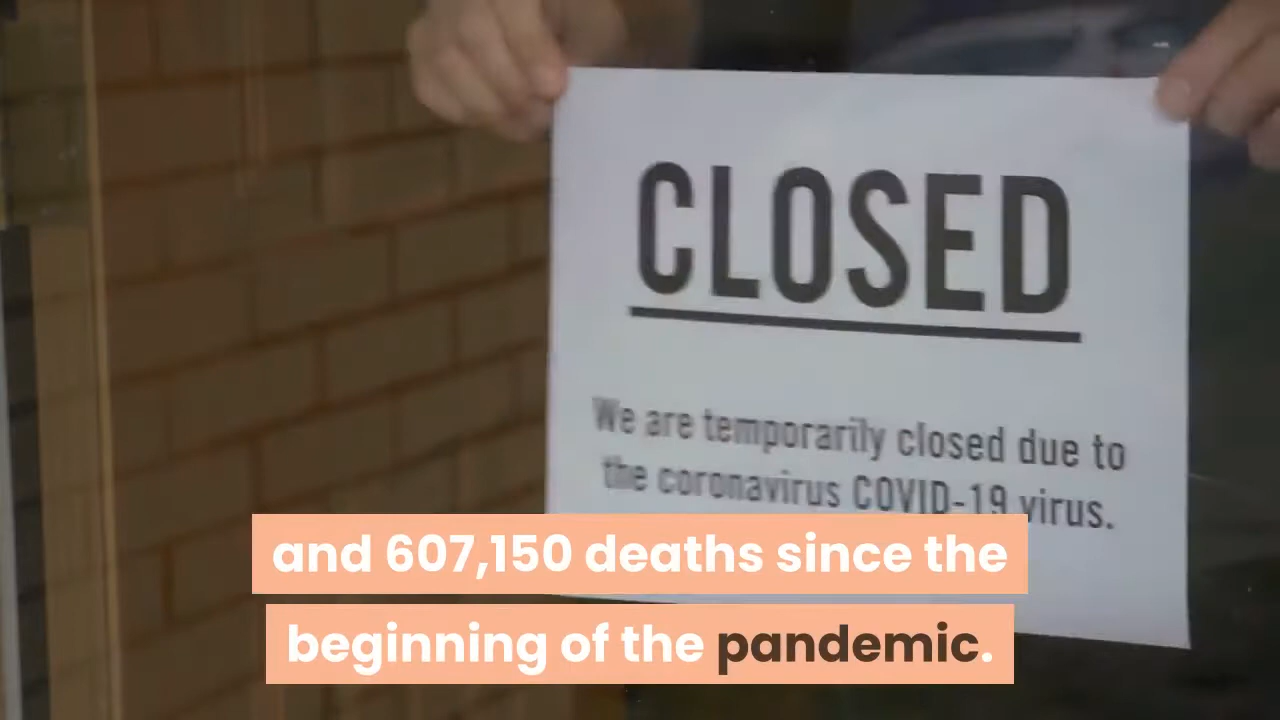 CLOSED
We are temporarily closed due to
the coronavirus COVID-19 virus.
and 607,150 deaths since the
beginning of the pandemic.